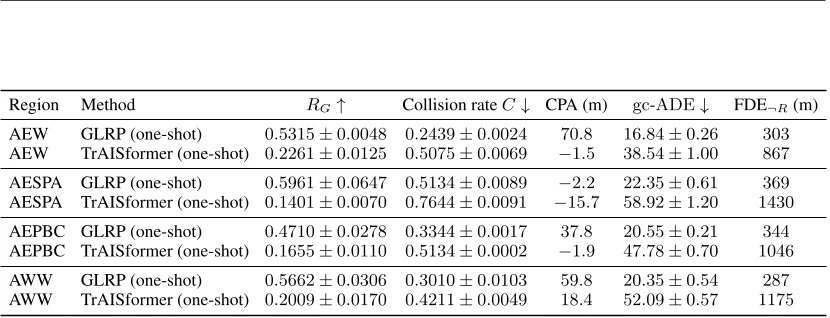 Region Method R_G ↑ Collision rate C ↓ CPA (m) gc-ADE ↓ FDE¬R (m)
AEW GLRP (one-shot) 0.5315 ± 0.0048 0.2439 ± 0.0024 70.8 16.84 ± 0.26 303
AEW TrAISformer (one-shot) 0.2261 ± 0.0125 0.5075 ± 0.0069 −1.5 38.54 ± 1.00 867
AESPA GLRP (one-shot) 0.5961 ± 0.0647 0.5134 ± 0.0089 −2.2 22.35 ± 0.61 369
AESPA TrAISformer (one-shot) 0.1401 ± 0.0070 0.7644 ± 0.0091 −15.7 58.92 ± 1.20 1430
AEPBC GLRP (one-shot) 0.4710 ± 0.0278 0.3344 ± 0.0017 37.8 20.55 ± 0.21 344
AEPBC TrAISformer (one-shot) 0.1655 ± 0.0110 0.5134 ± 0.0002 −1.9 47.78 ± 0.70 1046
AWW GLRP (one-shot) 0.5662 ± 0.0306 0.3010 ± 0.0103 59.8 20.35 ± 0.54 287
AWW TrAISformer (one-shot) 0.2009 ± 0.0170 0.4211 ± 0.0049 18.4 52.09 ± 0.57 1175